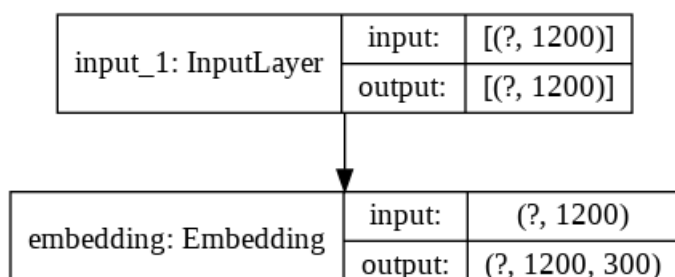 input_1: InputLayer
input:
[(?, 1200)]
output:
[(?, 1200)]
embedding: Embedding
input:
(?, 1200)
output:
(?, 1200, 300)